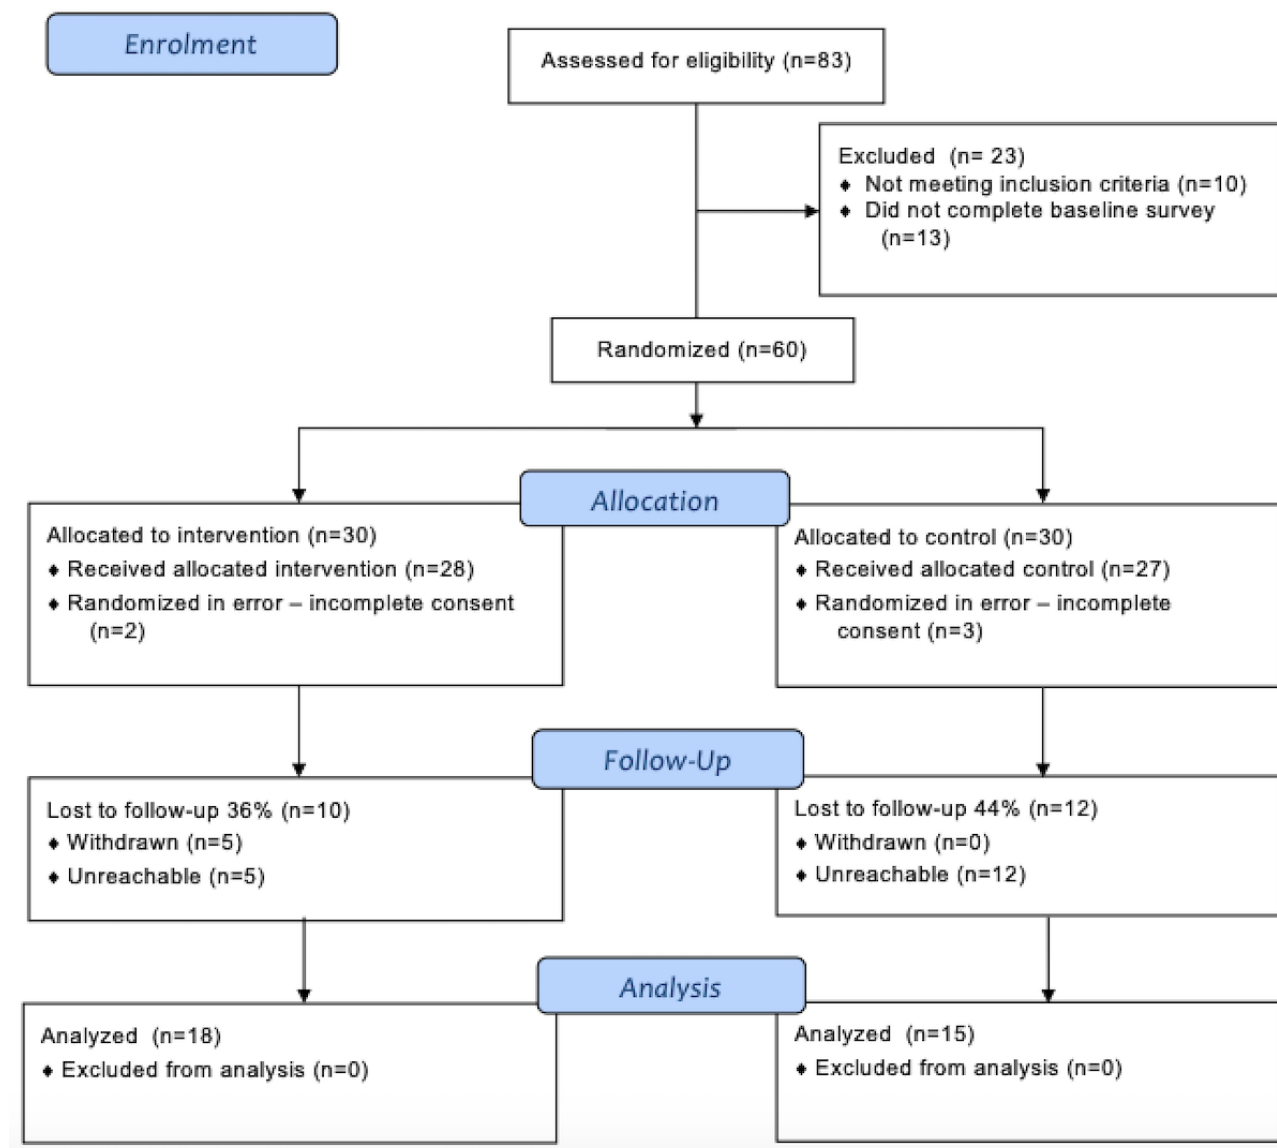 Enrolment
Assessed for eligibility (n=83)
Excluded  (n= 23)
♦ Not meeting inclusion criteria (n=10)
♦ Did not complete baseline survey
(n=13)
Randomized (n=60)
Allocation
Allocated to intervention (n=30)
♦ Received allocated intervention (n=28)
♦ Randomized in error – incomplete consent
(n=2)
Allocated to control (n=30)
♦ Received allocated control (n=27)
♦ Randomized in error – incomplete
consent (n=3)
Follow-Up
Lost to follow-up 36% (n=10)
♦ Withdrawn (n=5)
♦ Unreachable (n=5)
Lost to follow-up 44% (n=12)
♦ Withdrawn (n=0)
♦ Unreachable (n=12)
Analysis
Analyzed  (n=18)
♦ Excluded from analysis (n=0)
Analyzed  (n=15)
♦ Excluded from analysis (n=0)